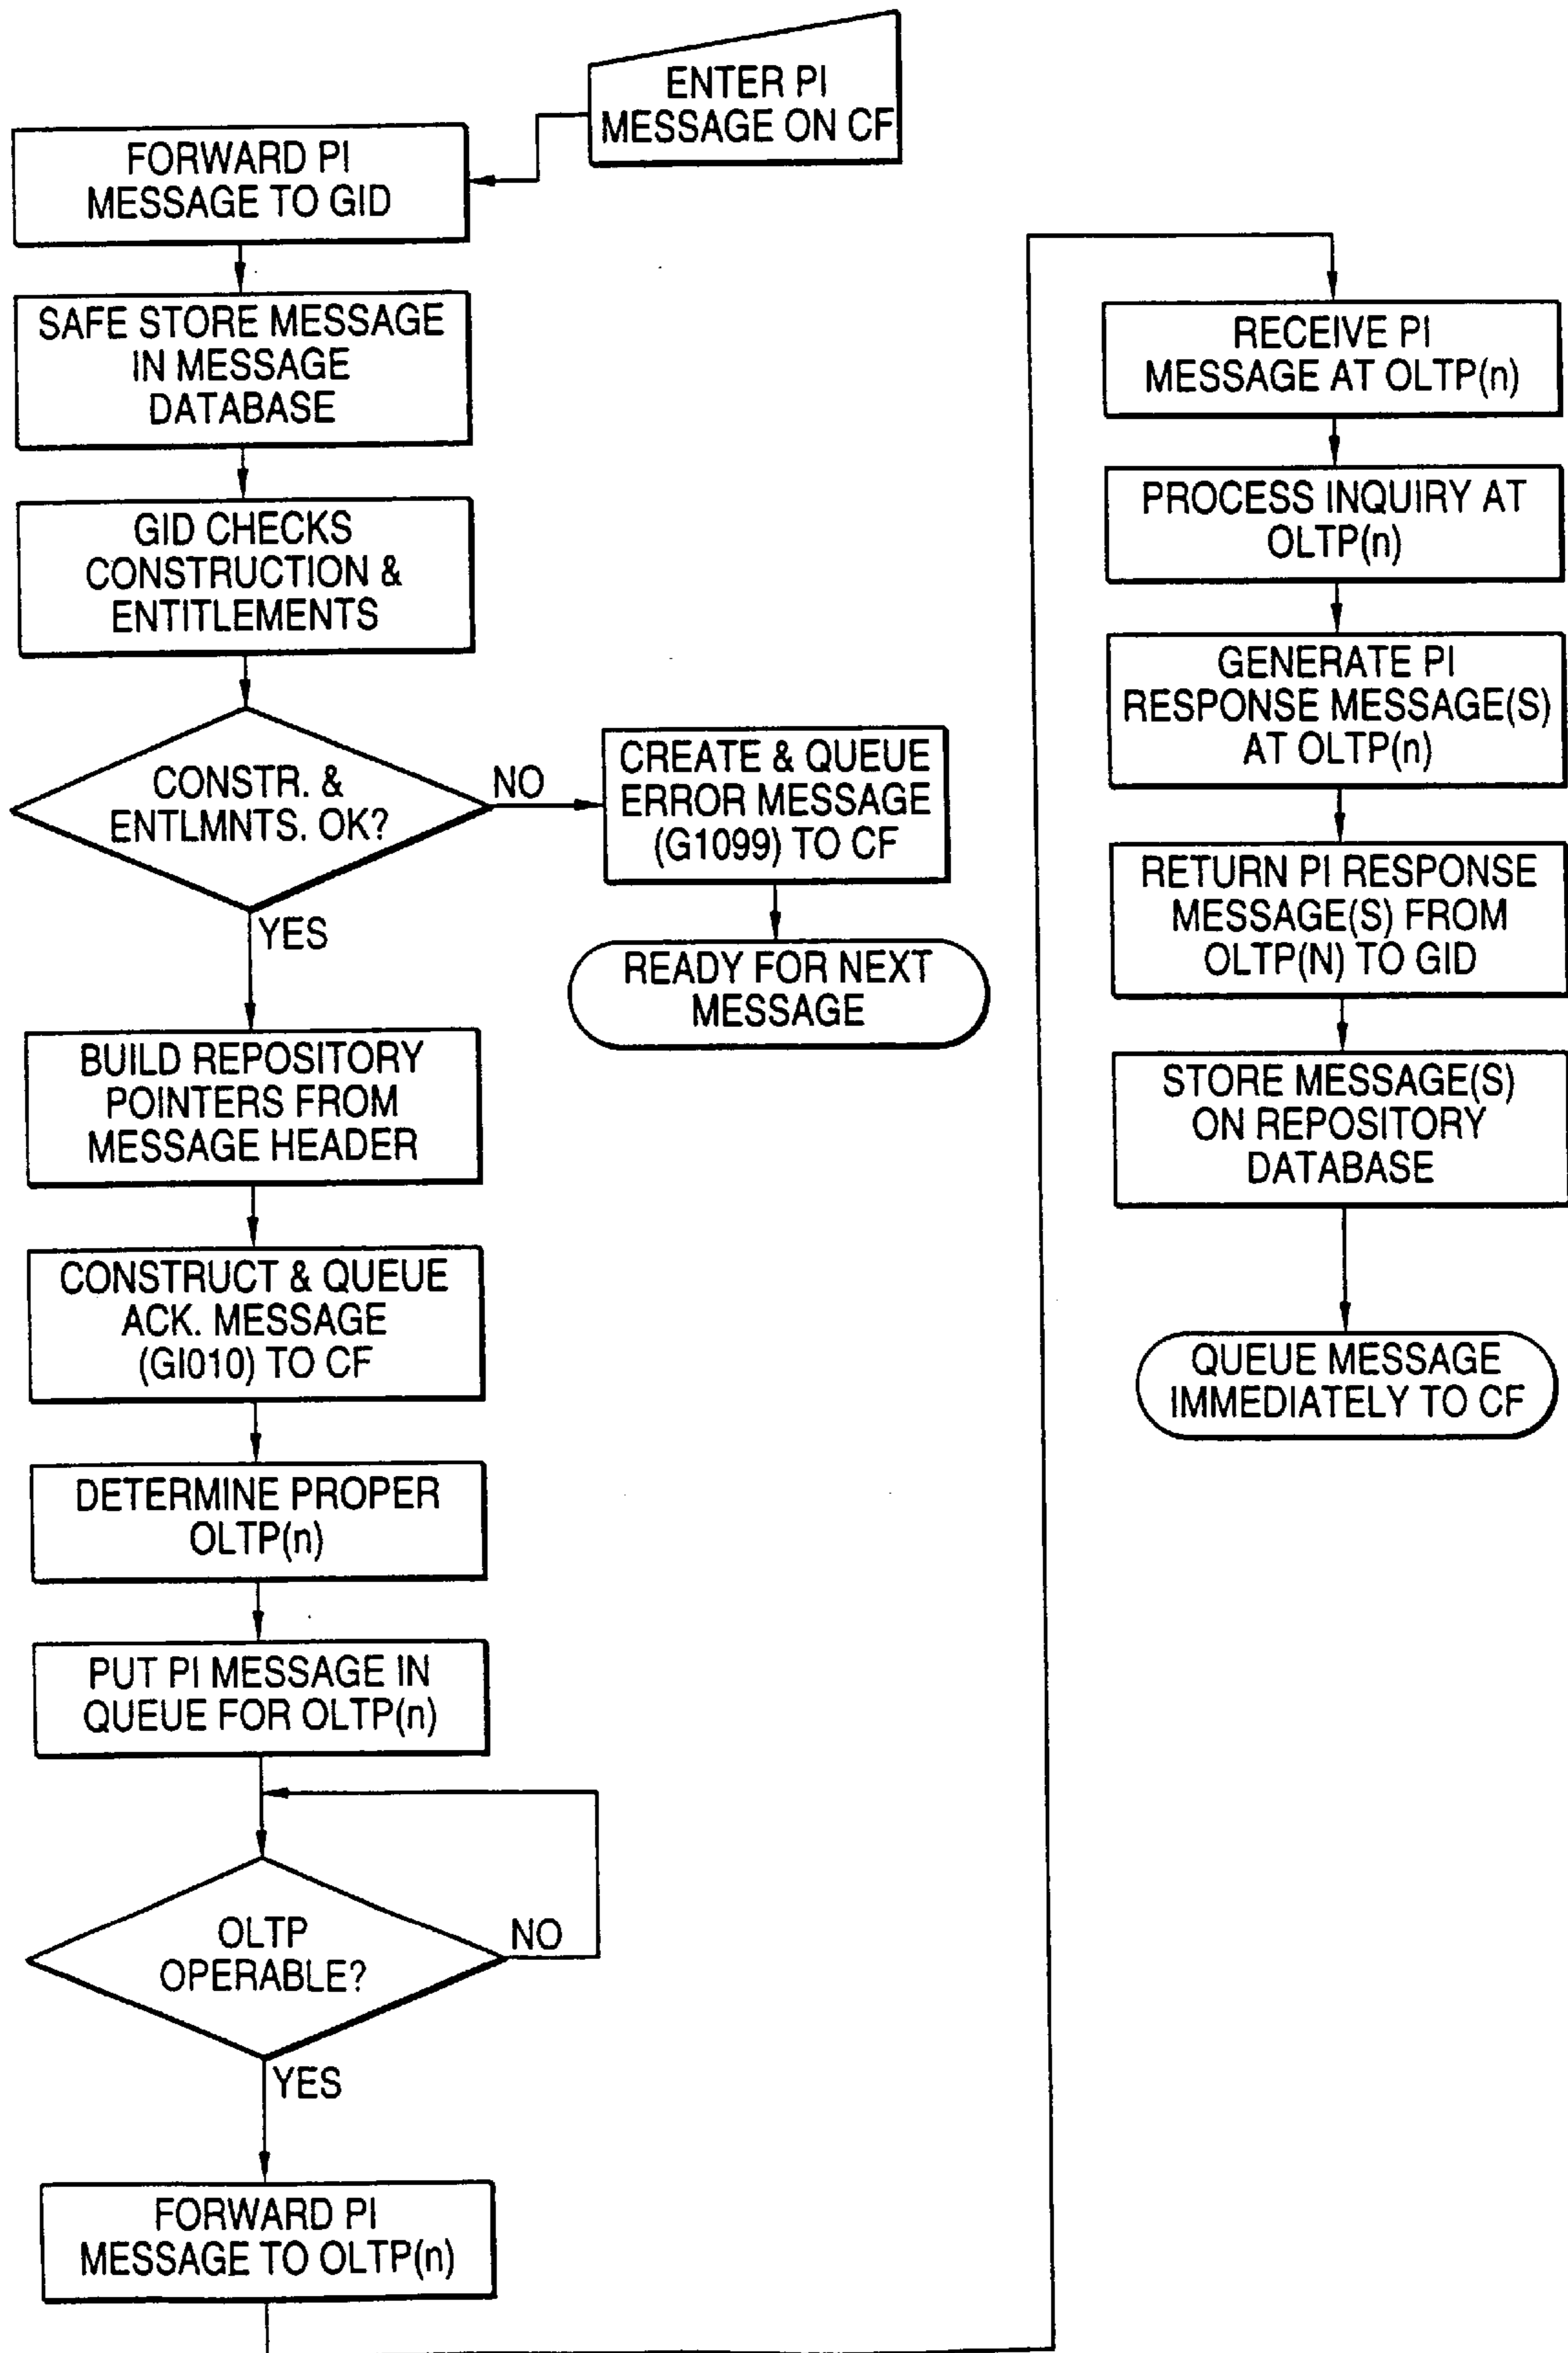 ENTER PI
MESSAGE ON CF
FORWARD PI
MESSAGE TO GID
SAFE STORE MESSAGE
IN MESSAGE
DATABASE
GID CHECKS
CONSTRUCTION &
ENTITLEMENTS
CONSTR. &
ENTLMNTS. OK?
NO
YES
CREATE & QUEUE
ERROR MESSAGE
(G1099) TO CF
READY FOR NEXT
MESSAGE
BUILD REPOSITORY
POINTERS FROM
MESSAGE HEADER
CONSTRUCT & QUEUE
ACK. MESSAGE
(GI010) TO CF
DETERMINE PROPER
OLTP(n)
PUT PI MESSAGE IN
QUEUE FOR OLTP(n)
OLTP
OPERABLE?
NO
YES
FORWARD PI
MESSAGE TO OLTP(n)
RECEIVE PI
MESSAGE AT OLTP(n)
PROCESS INQUIRY AT
OLTP(n)
GENERATE PI
RESPONSE MESSAGE(S)
AT OLTP(n)
RETURN PI RESPONSE
MESSAGE(S) FROM
OLTP(N) TO GID
STORE MESSAGE(S)
ON REPOSITORY
DATABASE
QUEUE MESSAGE
IMMEDIATELY TO CF